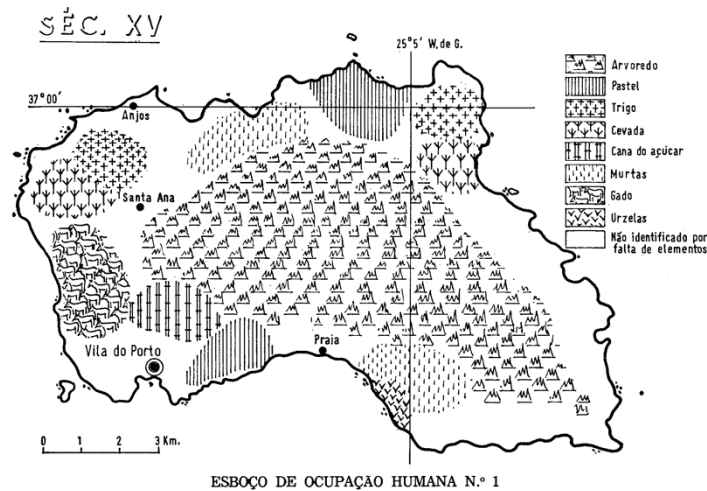 SÉC. XV
25°5' W. de G.
37°00'
Anjos
Santa Ana
Vila do Porto
Praia
0 1 2 3 Km.
Arvoredo
Pastel
Trigo
Cevada
Cana do açúcar
Murtas
Gado
Urzelas
Não identificado por
falta de elementos
ESBOÇO DE OCUPAÇÃO HUMANA N.º 1